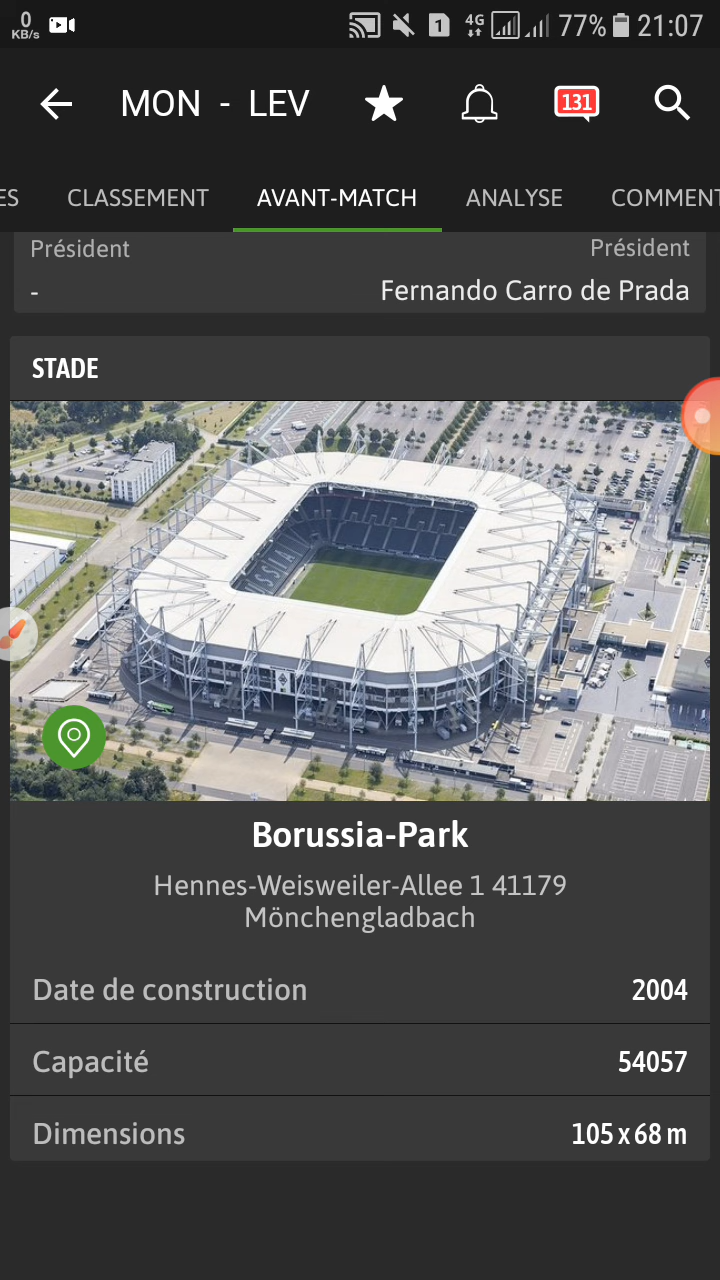 0
KB/s
1
4G
77%
21:07
MON - LEV
131
ES
CLASSEMENT
AVANT-MATCH
ANALYSE
COMMENT
Président
Président
-
Fernando Carro de Prada
STADE
SSIA
Borussia-Park
Hennes-Weisweiler-Allee 1 41179
Mönchengladbach
Date de construction
2004
Capacité
54057
Dimensions
105 x 68 m